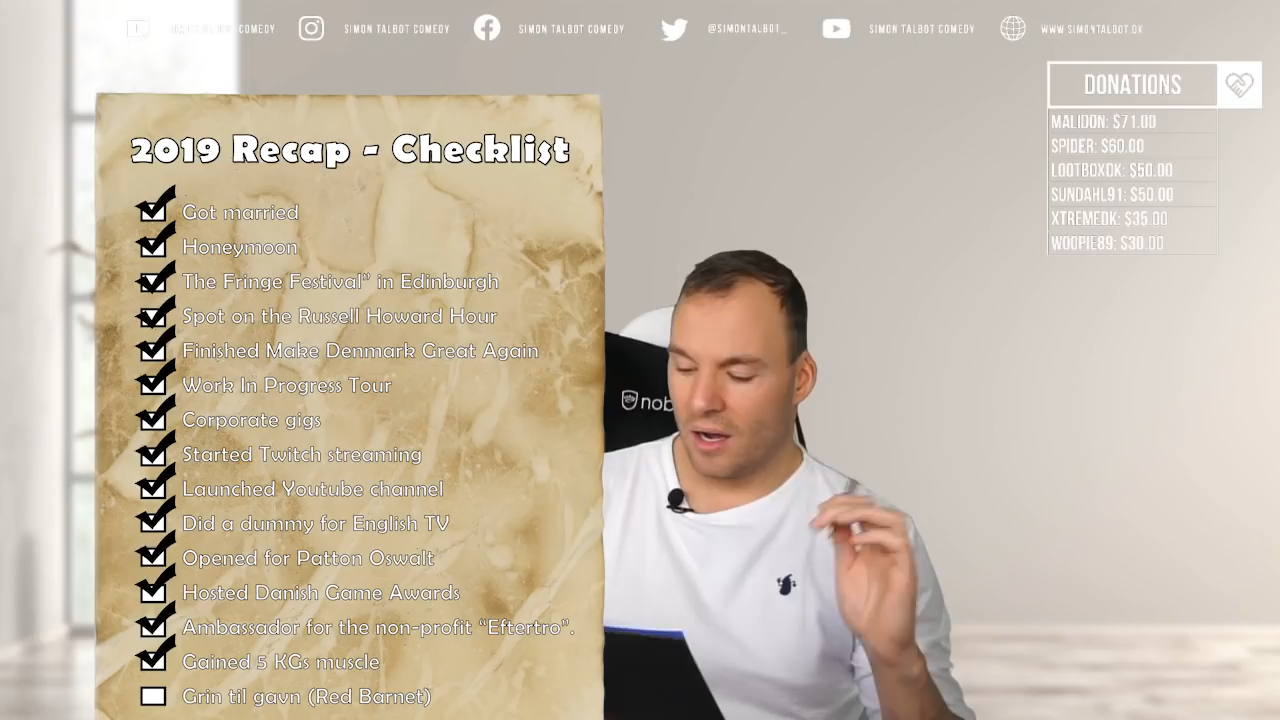 SIMON TALBOT COMEDY
SIMON TALBOT COMEDY
@SIMONTALBOT_
SIMON TALBOT COMEDY
WWW.SIMONTALBOT.DK
DONATIONS
MALIDON: $71.00
SPIDER: $60.00
LOOTBOXDK: $50.00
SUNDAHL91: $50.00
XTREMEDK: $35.00
WOOPIE89: $30.00
2019 Recap - Checklist
Got married
Honeymoon
The Fringe Festival" in Edinburgh
Spot on the Russell Howard Hour
Finished Make Denmark Great Again
Work In Progress Tour
Corporate gigs
Started Twitch streaming
Launched Youtube channel
Did a dummy for English TV
Opened for Patton Oswalt
Hosted Danish Game Awards
Ambassador for the non-profit “Eftertro”.
Gained 5 KGs muscle
Grin til gavn (Red Barnet)
nob